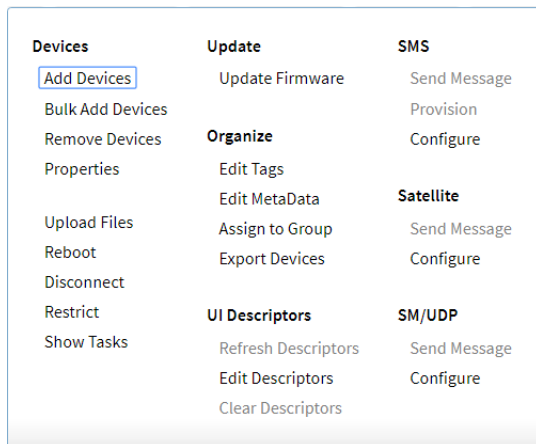 Devices
Add Devices
Bulk Add Devices
Remove Devices
Properties
Upload Files
Reboot
Disconnect
Restrict
Show Tasks
Update
Update Firmware
Organize
Edit Tags
Edit MetaData
Assign to Group
Export Devices
UI Descriptors
Refresh Descriptors
Edit Descriptors
Clear Descriptors
SMS
Send Message
Provision
Configure
Satellite
Send Message
Configure
SM/UDP
Send Message
Configure